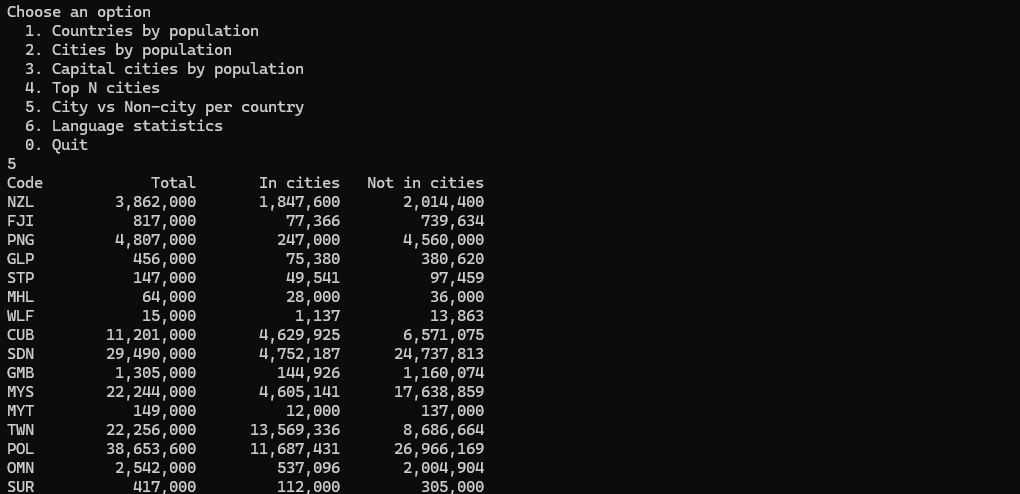 Choose an option
  1. Countries by population
  2. Cities by population
  3. Capital cities by population
  4. Top N cities
  5. City vs Non-city per country
  6. Language statistics
  0. Quit
5
Code            Total       In cities   Not in cities
NZL         3,862,000       1,847,600       2,014,400
FJI           817,000          77,366         739,634
PNG         4,807,000         247,000       4,560,000
GLP           456,000          75,380         380,620
STP           147,000          49,541          97,459
MHL            64,000          28,000          36,000
WLF            15,000           1,137          13,863
CUB        11,201,000       4,629,925       6,571,075
SDN        29,490,000       4,752,187      24,737,813
GMB         1,305,000         144,926       1,160,074
MYS        22,244,000       4,605,141      17,638,859
MYT           149,000          12,000         137,000
TWN        22,256,000      13,569,336       8,686,664
POL        38,653,600      11,687,431      26,966,169
OMN         2,542,000         537,096       2,004,904
SUR           417,000         112,000         305,000